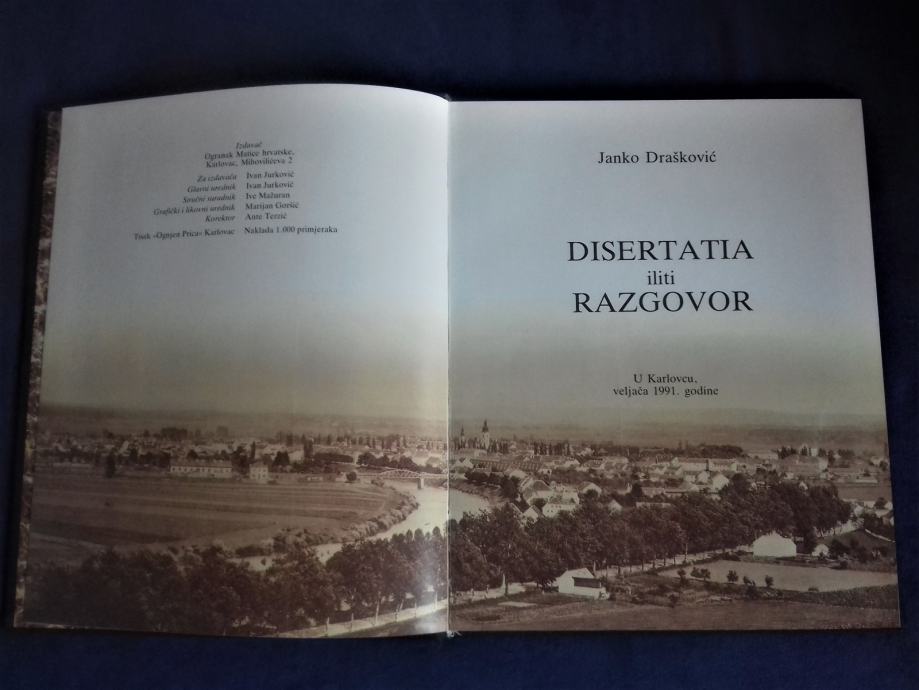 Izdavač
Ogranak Matice hrvatske,
Karlovac, Mihovilićeva 2
Za izdavača Ivan Jurković
Glavni urednik Ivan Jurković
Stručni suradnik Ive Mažuran
Grafički i likovni urednik Marijan Goršić
Korektor Ante Terzić
Tisak »Ognjen Prica« Karlovac Naklada 1.000 primjeraka
Janko Drašković
DISERTATIA
iliti
RAZGOVOR
U Karlovcu,
veljača 1991. godine